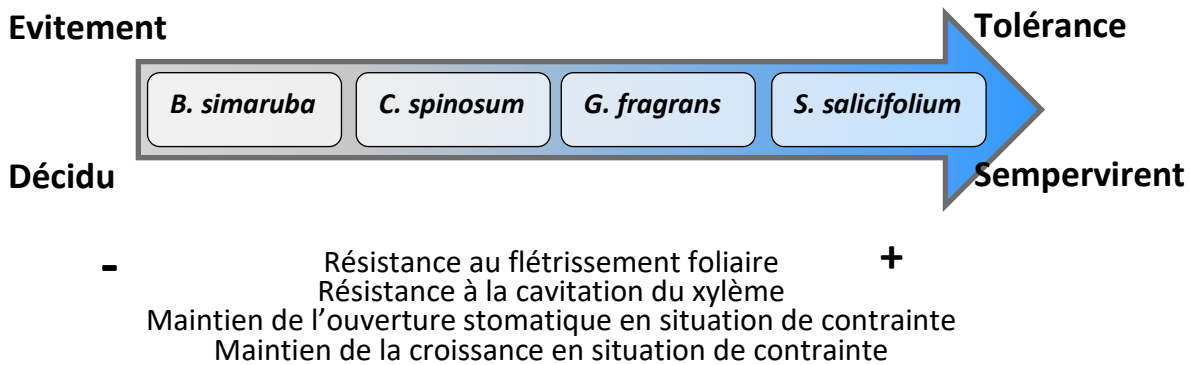 Evitement
Tolérance
B. simaruba
C. spinosum
G. fragrans
S. salicifolium
Décidu
Sempervirent
-
+
Résistance au flétrissement foliaire
Résistance à la cavitation du xylème
Maintien de l’ouverture stomatique en situation de contrainte
Maintien de la croissance en situation de contrainte